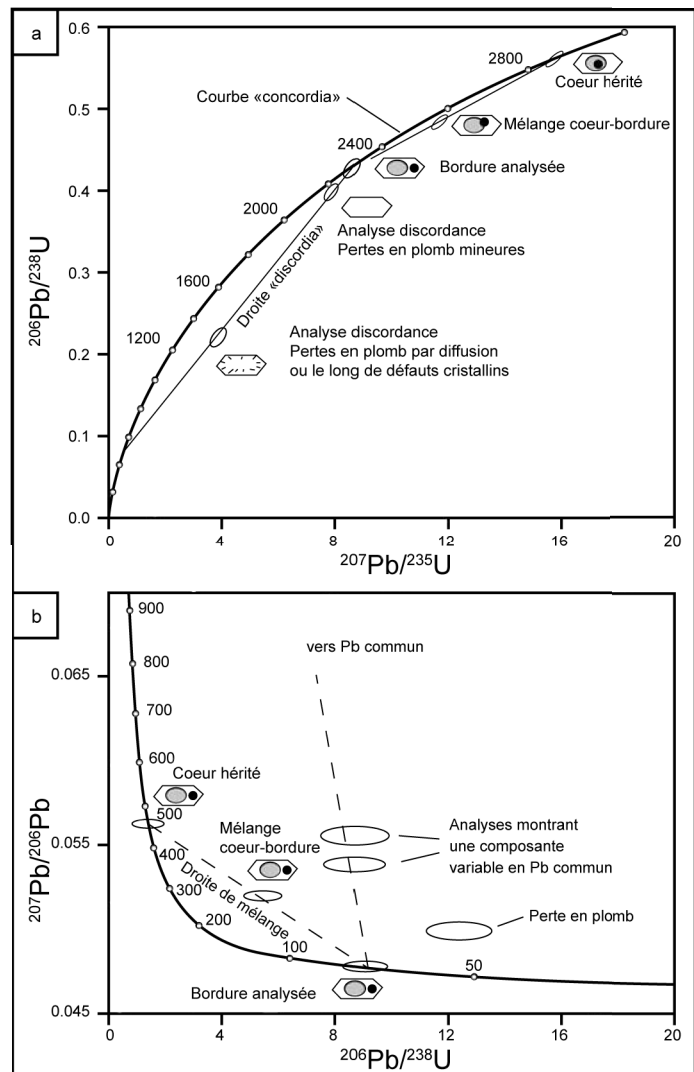 a
0.6
0.5
0.4
0.3
0.2
0.1
0.0
0
4
8
12
16
20
206Pb/238U
207Pb/235U
2800
Coeur hérité
Courbe «concordia»
Mélange coeur-bordure
2400
Bordure analysée
2000
Analyse discordance
Pertes en plomb mineures
Droite «discordia»
1600
1200
Analyse discordance
Pertes en plomb par diffusion
ou le long de défauts cristallins
b
900
800
700
600
500
400
300
200
100
50
vers Pb commun
0.065
0.055
0.045
207Pb/206Pb
Coeur hérité
Mélange
coeur-bordure
Analyses montrant
une composante
variable en Pb commun
Droite de mélange
Perte en plomb
Bordure analysée
0
4
8
12
16
20
206Pb/238U